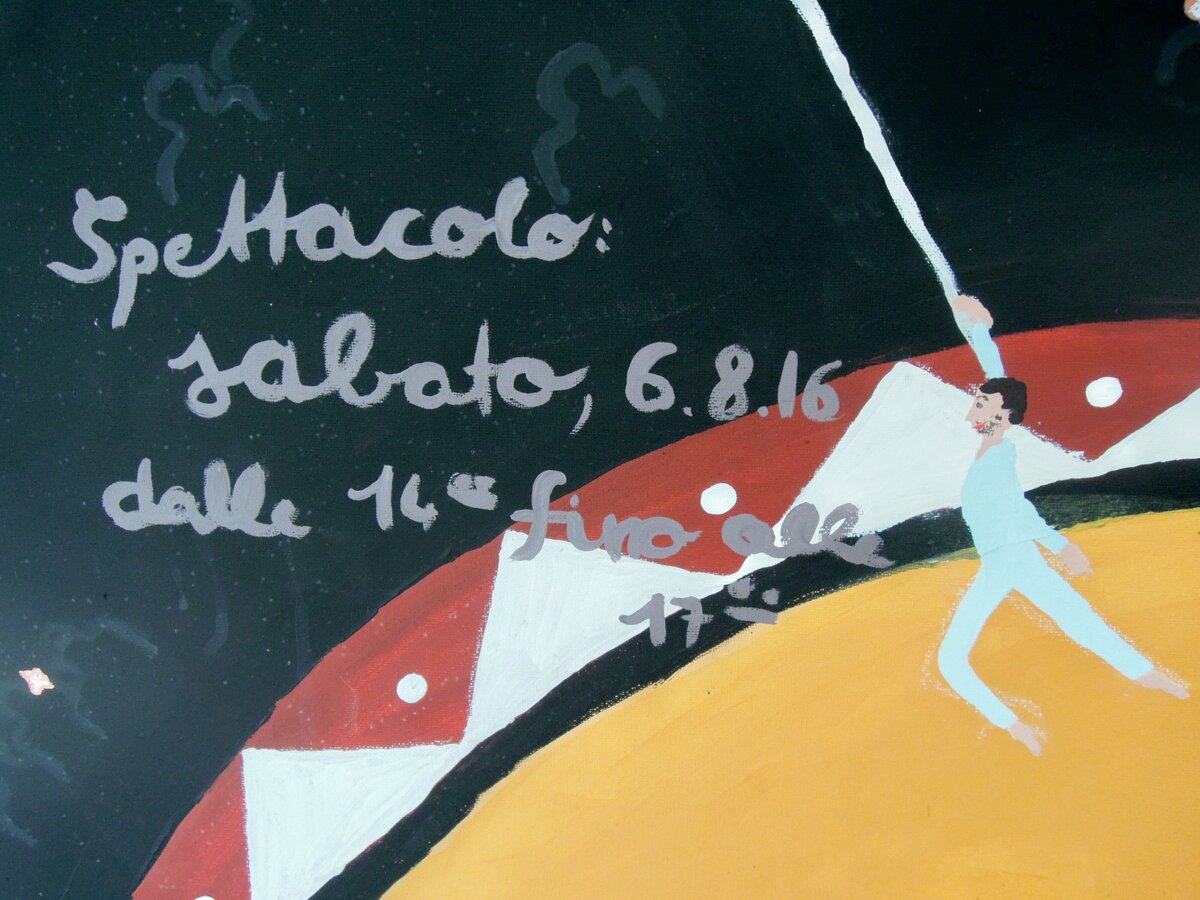 Spettacolo:
sabato, 6.8.16
dalle 14°° fino alle
17°°